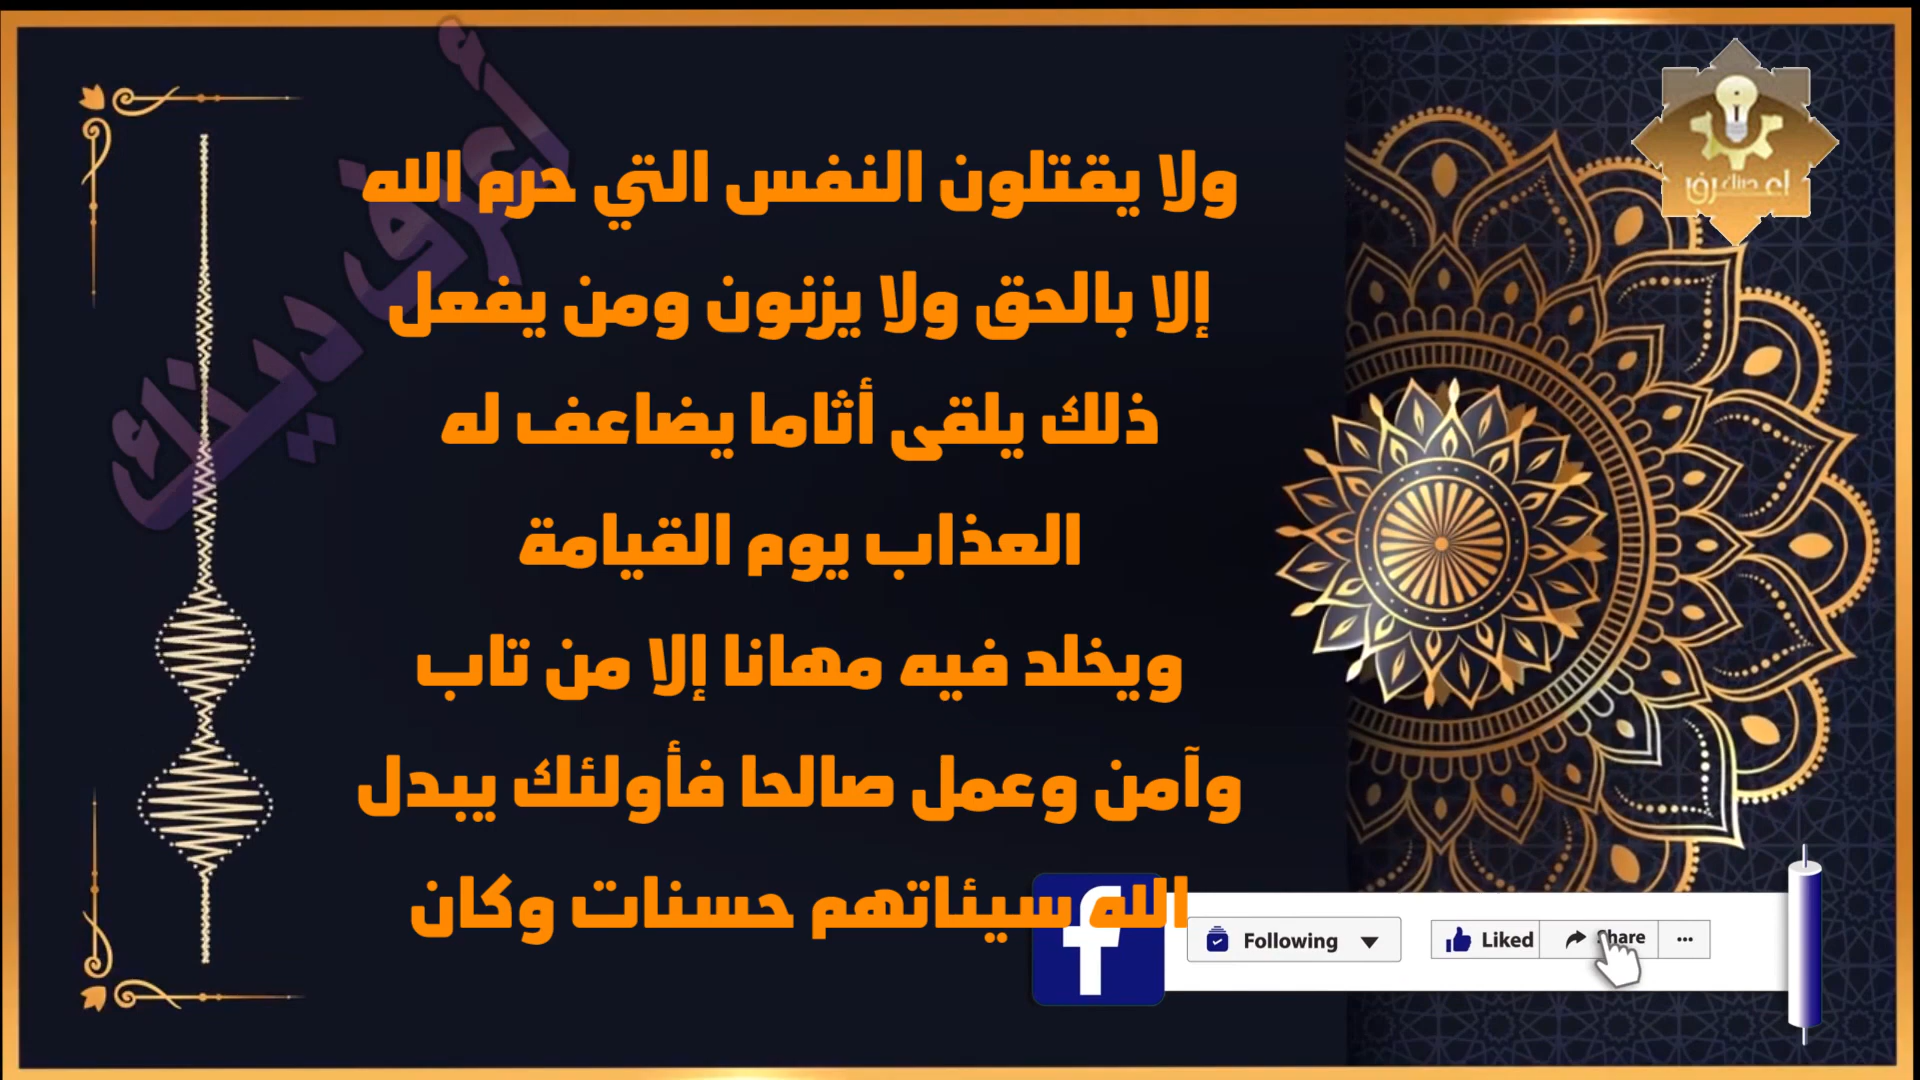 ولا يقتلون النفس التي حرم الله
إلا بالحق ولا يزنون ومن يفعل
ذلك يلقى أثاما يضاعف له
العذاب يوم القيامة
ويخلد فيه مهانا إلا من تاب
وآمن وعمل صالحا فأولئك يبدل
الله سيئاتهم حسنات وكان
أعرف دينك
Following
Liked
Share